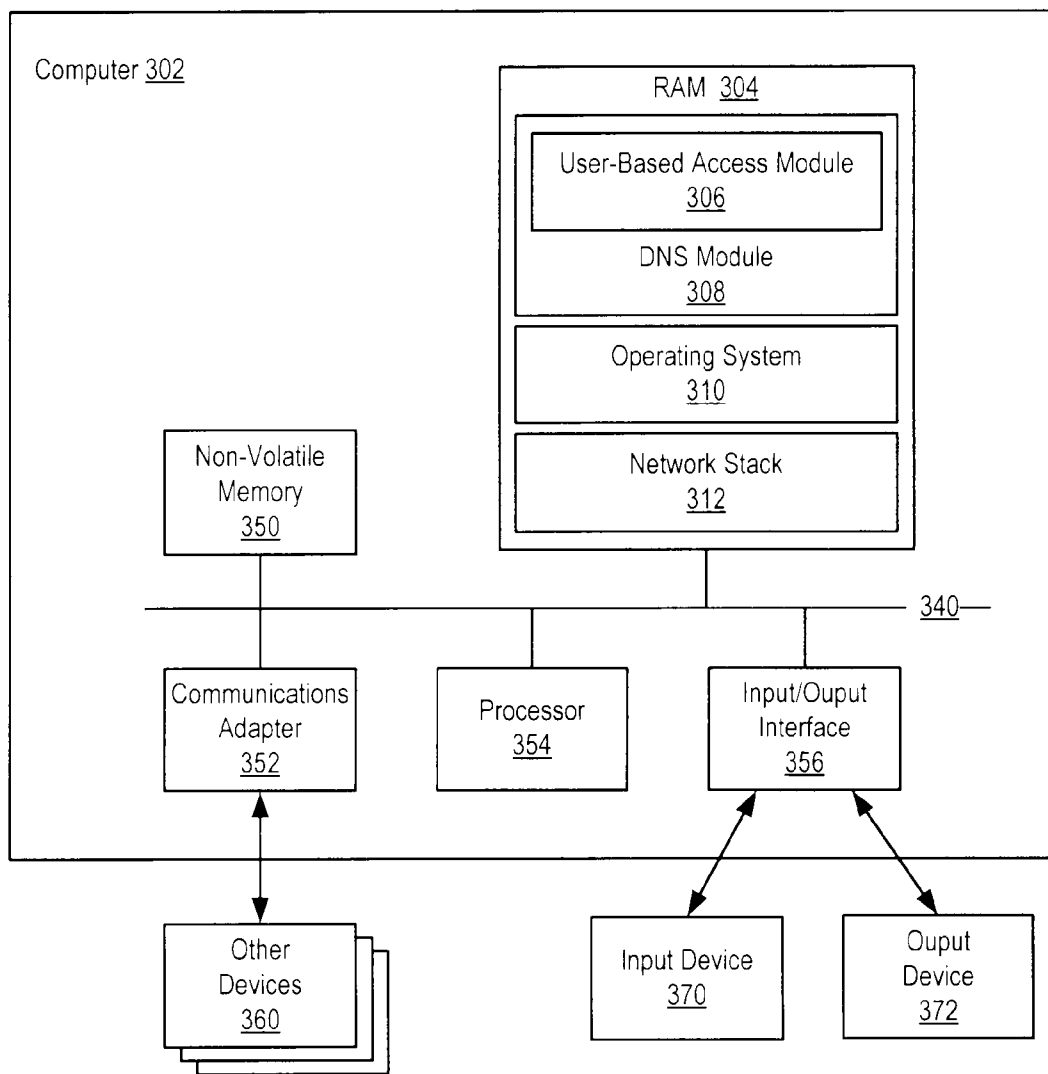 Computer 302
RAM 304
User-Based Access Module
306
DNS Module
308
Operating System
310
Network Stack
312
Non-Volatile
Memory
350
340
Communications
Adapter
352
Processor
354
Input/Ouput
Interface
356
Other
Devices
360
Input Device
370
Ouput
Device
372